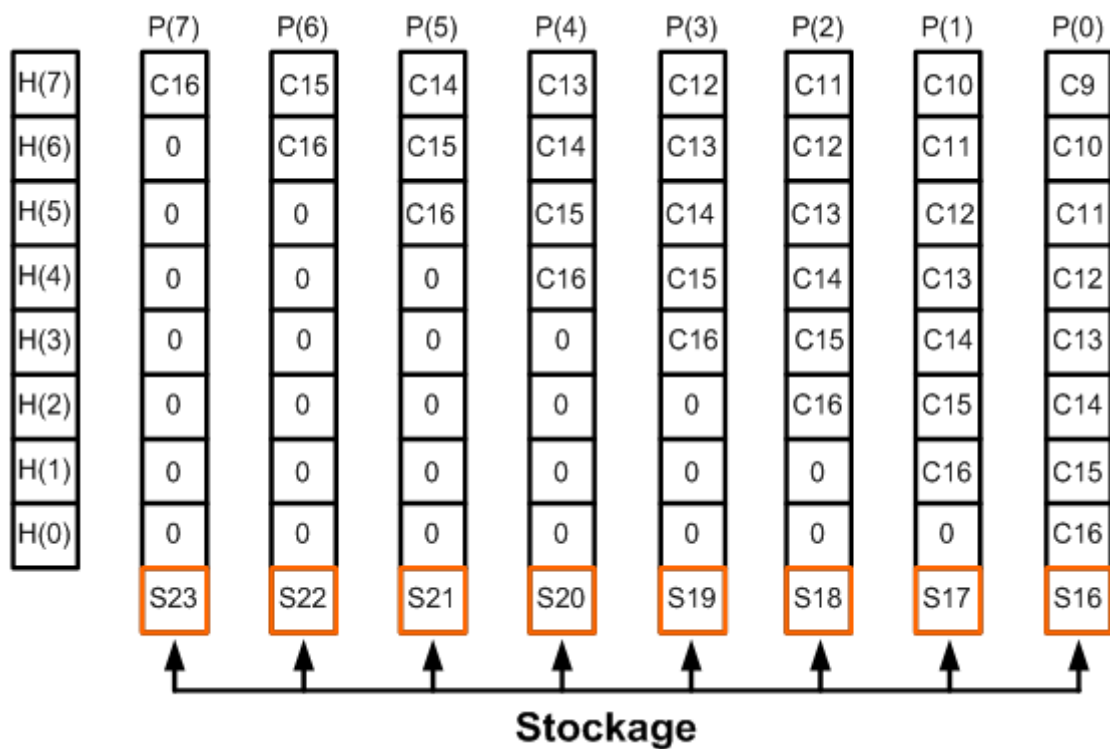 P(7) P(6) P(5) P(4) P(3) P(2) P(1) P(0)
H(7) C16 C15 C14 C13 C12 C11 C10 C9
H(6) 0 C16 C15 C14 C13 C12 C11 C10
H(5) 0 0 C16 C15 C14 C13 C12 C11
H(4) 0 0 0 C16 C15 C14 C13 C12
H(3) 0 0 0 0 C16 C15 C14 C13
H(2) 0 0 0 0 0 C16 C15 C14
H(1) 0 0 0 0 0 0 C16 C15
H(0) 0 0 0 0 0 0 0 C16
S23 S22 S21 S20 S19 S18 S17 S16
Stockage